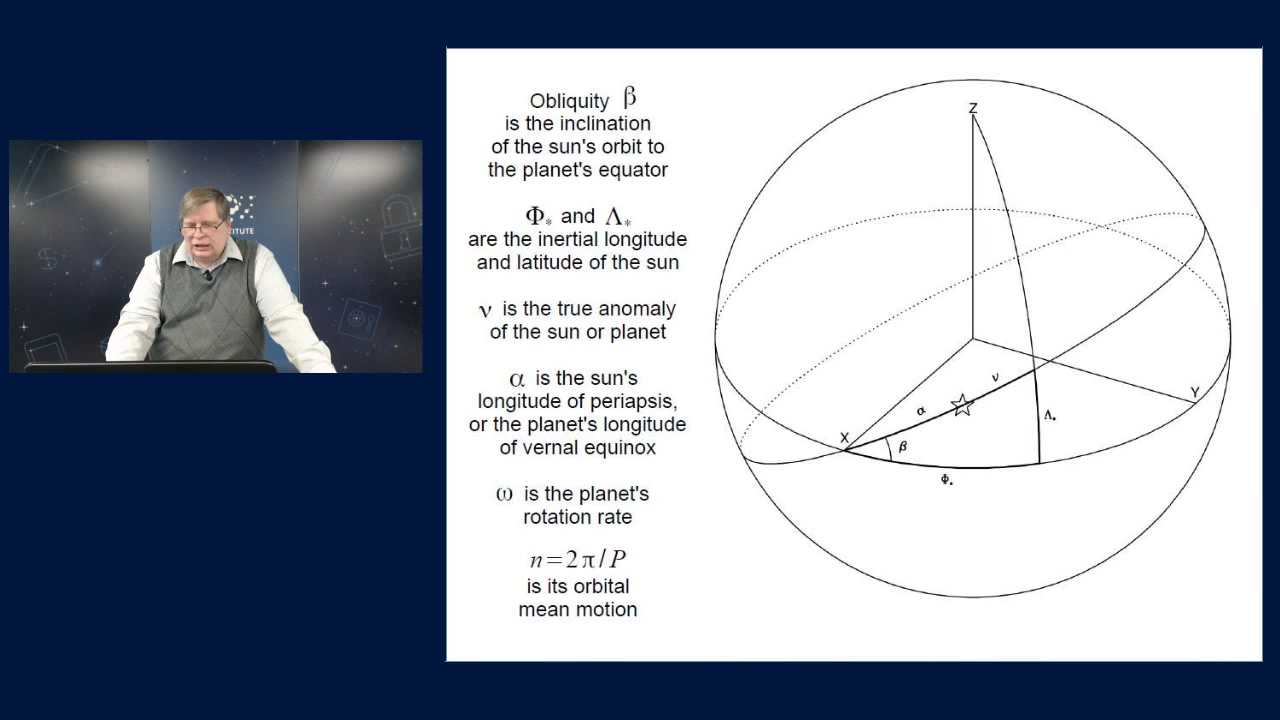 TITUTE
Obliquity β
is the inclination
of the sun's orbit to
the planet's equator
Φ* and Λ*
are the inertial longitude
and latitude of the sun
ν is the true anomaly
of the sun or planet
α is the sun's
longitude of periapsis,
or the planet's longitude
of vernal equinox
ω is the planet's
rotation rate
n=2π/P
is its orbital
mean motion
Z
Y
ν
α
Λ*
X
β
Φ*